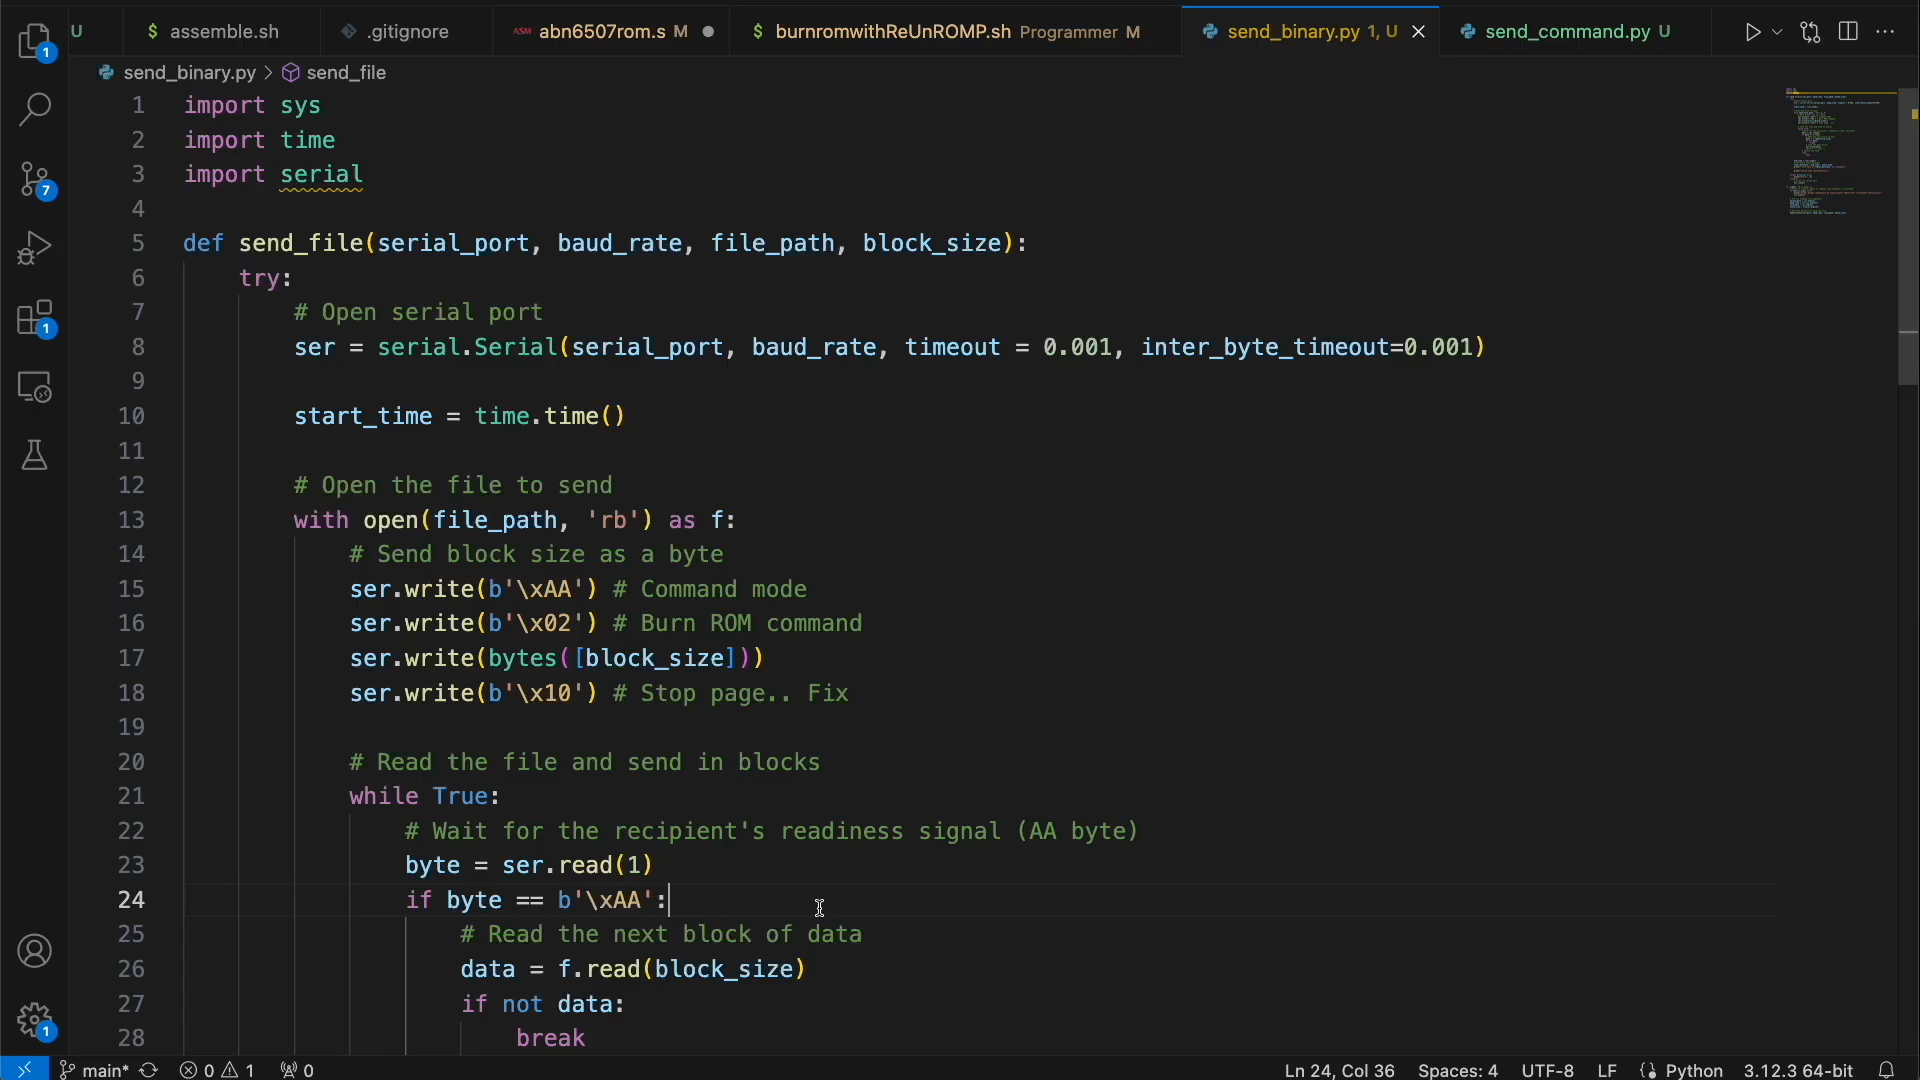 U $ assemble.sh .gitignore ASM abn6507rom.s M $ burnromwithReUnROMP.sh Programmer M send_binary.py 1, U send_command.py U
send_binary.py > send_file
1 import sys
2 import time
3 import serial
4
5 def send_file(serial_port, baud_rate, file_path, block_size):
6 try:
7 # Open serial port
8 ser = serial.Serial(serial_port, baud_rate, timeout = 0.001, inter_byte_timeout=0.001)
9
10 start_time = time.time()
11
12 # Open the file to send
13 with open(file_path, 'rb') as f:
14 # Send block size as a byte
15 ser.write(b'\xAA') # Command mode
16 ser.write(b'\x02') # Burn ROM command
17 ser.write(bytes([block_size]))
18 ser.write(b'\x10') # Stop page.. Fix
19
20 # Read the file and send in blocks
21 while True:
22 # Wait for the recipient's readiness signal (AA byte)
23 byte = ser.read(1)
24 if byte == b'\xAA':
25 # Read the next block of data
26 data = f.read(block_size)
27 if not data:
28 break
1
7
1
1
main* 0 1 0 Ln 24, Col 36 Spaces: 4 UTF-8 LF Python 3.12.3 64-bit